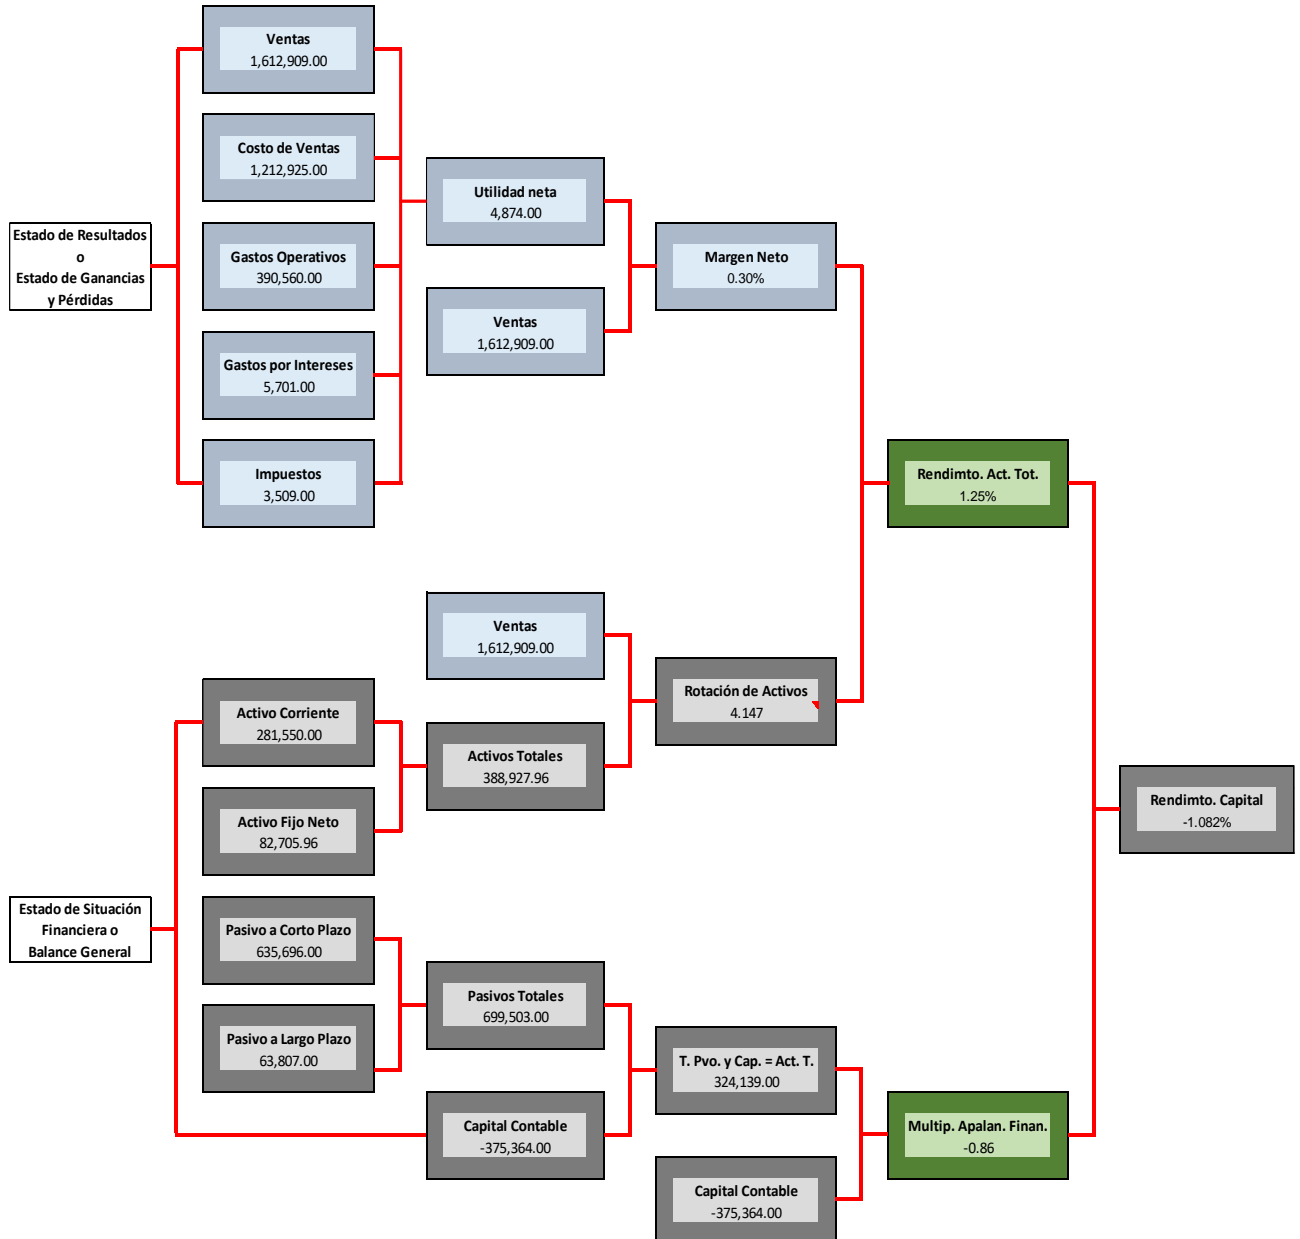 Ventas
1,612,909.00
Costo de Ventas
1,212,925.00
Estado de Resultados
o
Estado de Ganancias
y Pérdidas
Gastos Operativos
390,560.00
Gastos por Intereses
5,701.00
Impuestos
3,509.00
Utilidad neta
4,874.00
Ventas
1,612,909.00
Margen Neto
0.30%
Rendimto. Act. Tot.
1.25%
Ventas
1,612,909.00
Rotación de Activos
4.147
Activo Corriente
281,550.00
Activos Totales
388,927.96
Activo Fijo Neto
82,705.96
Rendimto. Capital
-1.082%
Estado de Situación
Financiera o
Balance General
Pasivo a Corto Plazo
635,696.00
Pasivo a Largo Plazo
63,807.00
Pasivos Totales
699,503.00
Capital Contable
-375,364.00
T. Pvo. y Cap. = Act. T.
324,139.00
Capital Contable
-375,364.00
Multip. Apalan. Finan.
-0.86